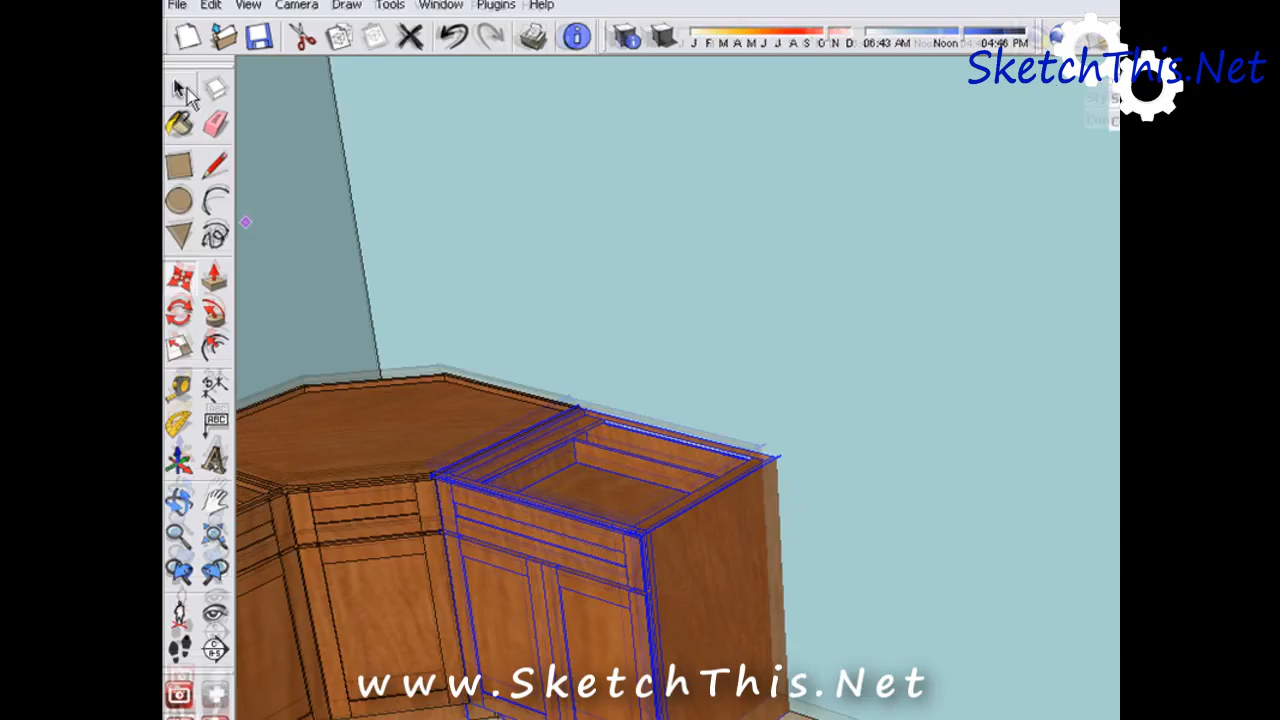 File Edit View Camera Draw Tools Window Plugins Help
J F M A M J J A S O N D 06:43 AM Noon 04:46 PM
SketchThis.Net
ABC
www.SketchThis.Net